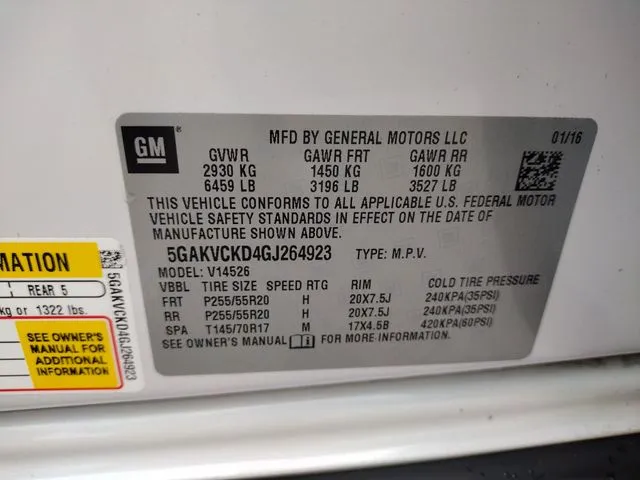 GM
MFD BY GENERAL MOTORS LLC 01/16
GVWR GAWR FRT GAWR RR
2930 KG 1450 KG 1600 KG
6459 LB 3196 LB 3527 LB
THIS VEHICLE CONFORMS TO ALL APPLICABLE U.S. FEDERAL MOTOR
VEHICLE SAFETY STANDARDS IN EFFECT ON THE DATE OF
MANUFACTURE SHOWN ABOVE.
5GAKVCKD4GJ264923 TYPE: M.P.V.
MODEL: V14526
VBBL TIRE SIZE SPEED RTG RIM COLD TIRE PRESSURE
FRT P255/55R20 H 20X7.5J 240KPA(35PSI)
RR P255/55R20 H 20X7.5J 240KPA(35PSI)
SPA T145/70R17 M 17X4.5B 420KPA(60PSI)
SEE OWNER'S MANUAL FOR MORE INFORMATION.
MATION
REAR 5
kg or 1322 lbs.
SEE OWNER'S
MANUAL FOR
ADDITIONAL
INFORMATION
5GAKVCKD4GJ264923